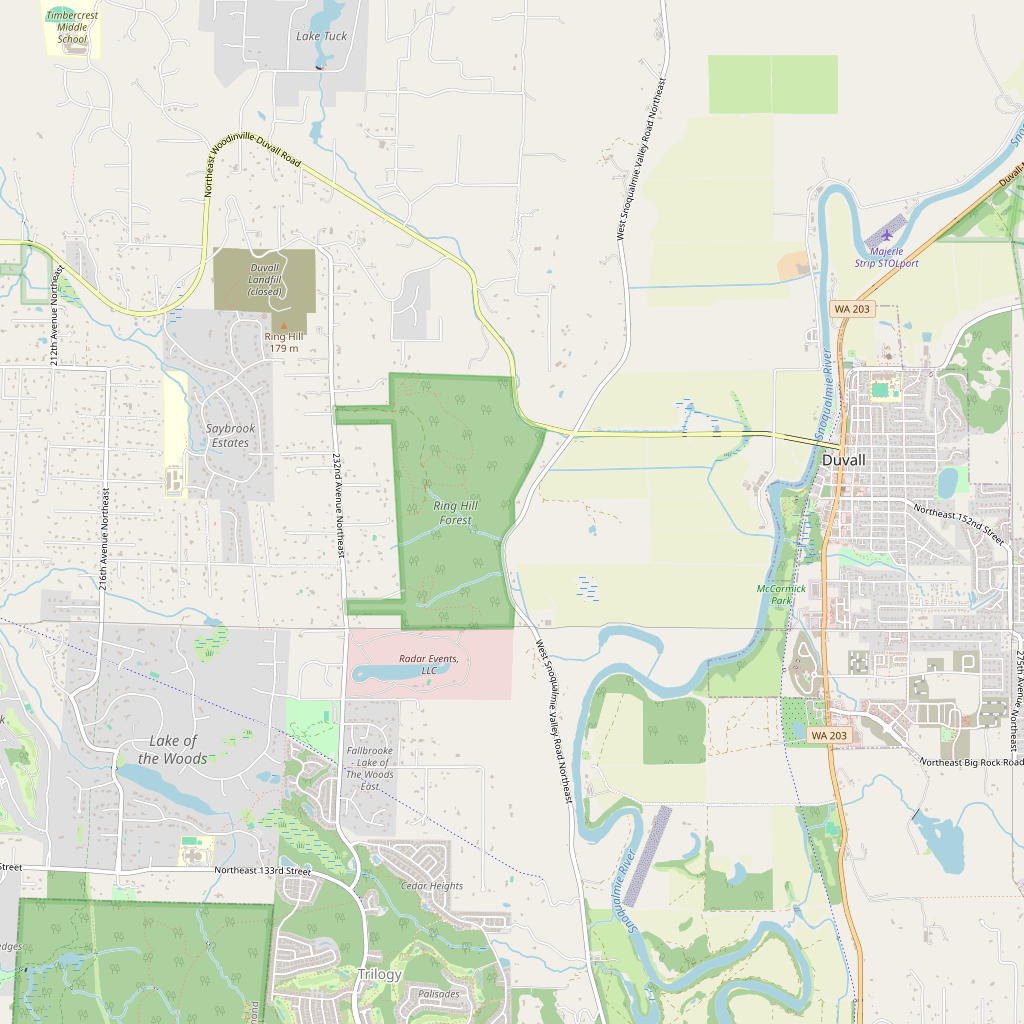 Timbercrest
Middle
School
Lake Tuck
Northeast Woodinville-Duvall Road
West Snoqualmie Valley Road Northeast
Sno
Duvall-M
Majerle
Strip STOLport
Duvall
Landfill
(closed)
212th Avenue Northeast
WA 203
Ring Hill
179 m
Snoqualmie River
Saybrook
Estates
Duvall
232nd Avenue Northeast
216th Avenue Northeast
Ring Hill
Forest
Northeast 152nd Street
McCormick
Park
Radar Events,
LLC
West Snoqualmie Valley Road Northeast
275th Avenue Northeast
k
WA 203
Lake of
the Woods
Fallbrooke
- Lake of
The Woods
East
Northeast Big Rock Road
Street
Northeast 133rd Street
Cedar Heights
Snoqualmie River
edges
Trilogy
Palisades
mond